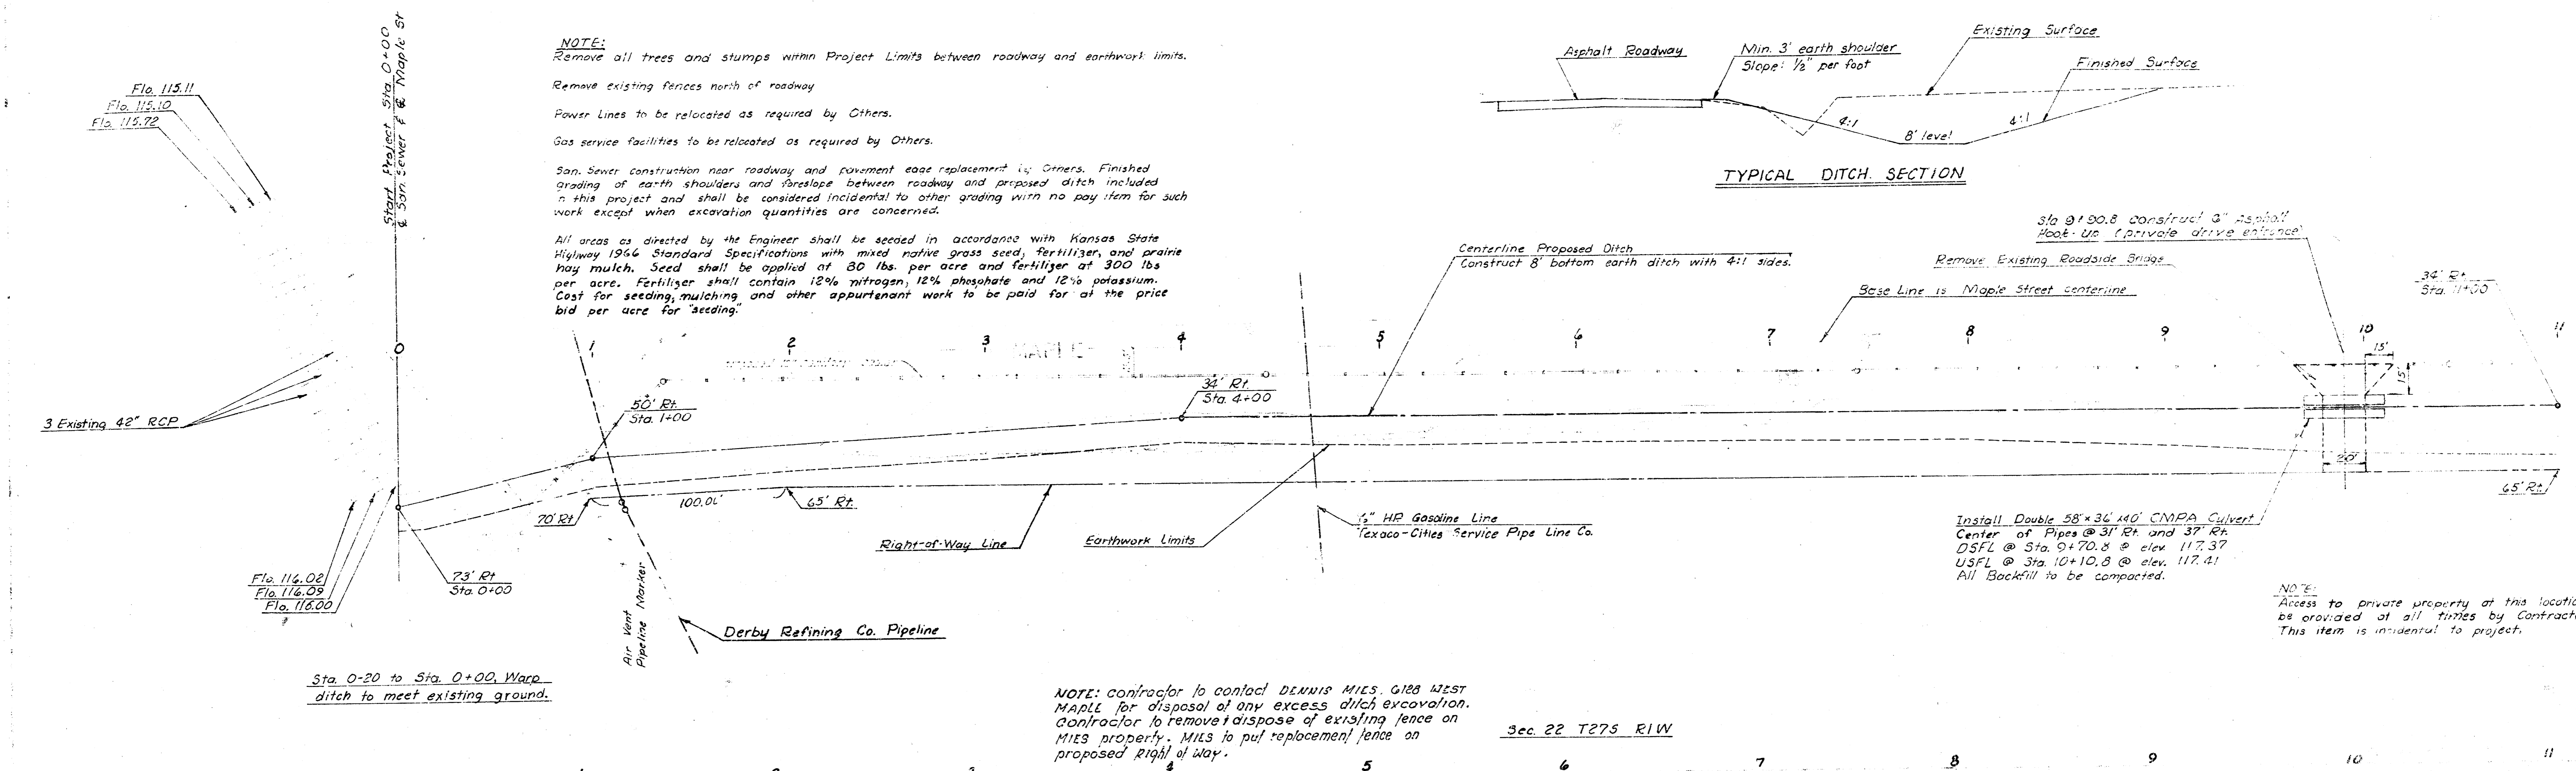 Start Project Sta. 0+00
℄ San. Sewer & ℄ Maple St
NOTE:
Remove all trees and stumps within Project Limits between roadway and earthwork limits.
Remove existing fences north of roadway
Power Lines to be relocated as required by Others.
Gas service facilities to be relocated as required by Others.
San. Sewer construction near roadway and pavement edge replacement by Others. Finished
grading of earth shoulders and foreslope between roadway and proposed ditch included
in this project and shall be considered incidental to other grading with no pay item for such
work except when excavation quantities are concerned.
All areas as directed by the Engineer shall be seeded in accordance with Kansas State
Highway 1966 Standard Specifications with mixed native grass seed, fertilizer, and prairie
hay mulch. Seed shall be applied at 80 lbs. per acre and fertilizer at 300 lbs
per acre. Fertilizer shall contain 12% nitrogen, 12% phosphate and 12% potassium.
Cost for seeding, mulching and other appurtenant work to be paid for at the price
bid per acre for "seeding."
Asphalt Roadway
Min. 3' earth shoulder
Slope: 1/2" per foot
Existing Surface
Finished Surface
4:1
8' level
4:1
TYPICAL DITCH SECTION
Flo. 115.11
Flo. 115.10
Flo. 115.72
Centerline Proposed Ditch
Construct 8' bottom earth ditch with 4:1 sides.
Sta 9+90.8 construct Asphalt
Hook-Up (private drive entrance)
Remove Existing Roadside Bridge
Base Line is Maple Street centerline
34' Rt
Sta. 11+00
1 2 3 4 5 6 7 8 9 10 11
15'
15'
3 Existing 42" RCP
50' Rt.
Sta. 1+00
34' Rt.
Sta. 4+00
20'
70' Rt
100.01'
65' Rt.
65' Rt.
Right-of-Way Line
Earthwork Limits
6" HP Gasoline Line
Texaco-Cities Service Pipe Line Co.
Install Double 58"x36"x40' CMPA Culvert
Center of Pipes @ 31' Rt. and 37' Rt.
DSFL @ Sta. 9+70.8 @ elev. 117.37
USFL @ Sta. 10+10.8 @ elev. 117.41
All Backfill to be compacted.
Flo. 116.02
Flo. 116.09
Flo. 116.00
73' Rt
Sta. 0+00
Air Vent
Pipeline Marker
Derby Refining Co. Pipeline
NOTE:
Access to private property at this locatio
be provided at all times by Contract
This item is incidental to project.
Sta. 0-20 to Sta. 0+00, Warp
ditch to meet existing ground.
NOTE: contractor to contact DENNIS MIES. 6128 WEST
MAPLE for disposal of any excess ditch excavation.
Contractor to remove & dispose of existing fence on
MIES property. MIES to put replacement fence on
proposed Right of Way.
Sec. 22 T27S R1W
4 5 6 7 8 9 10 11